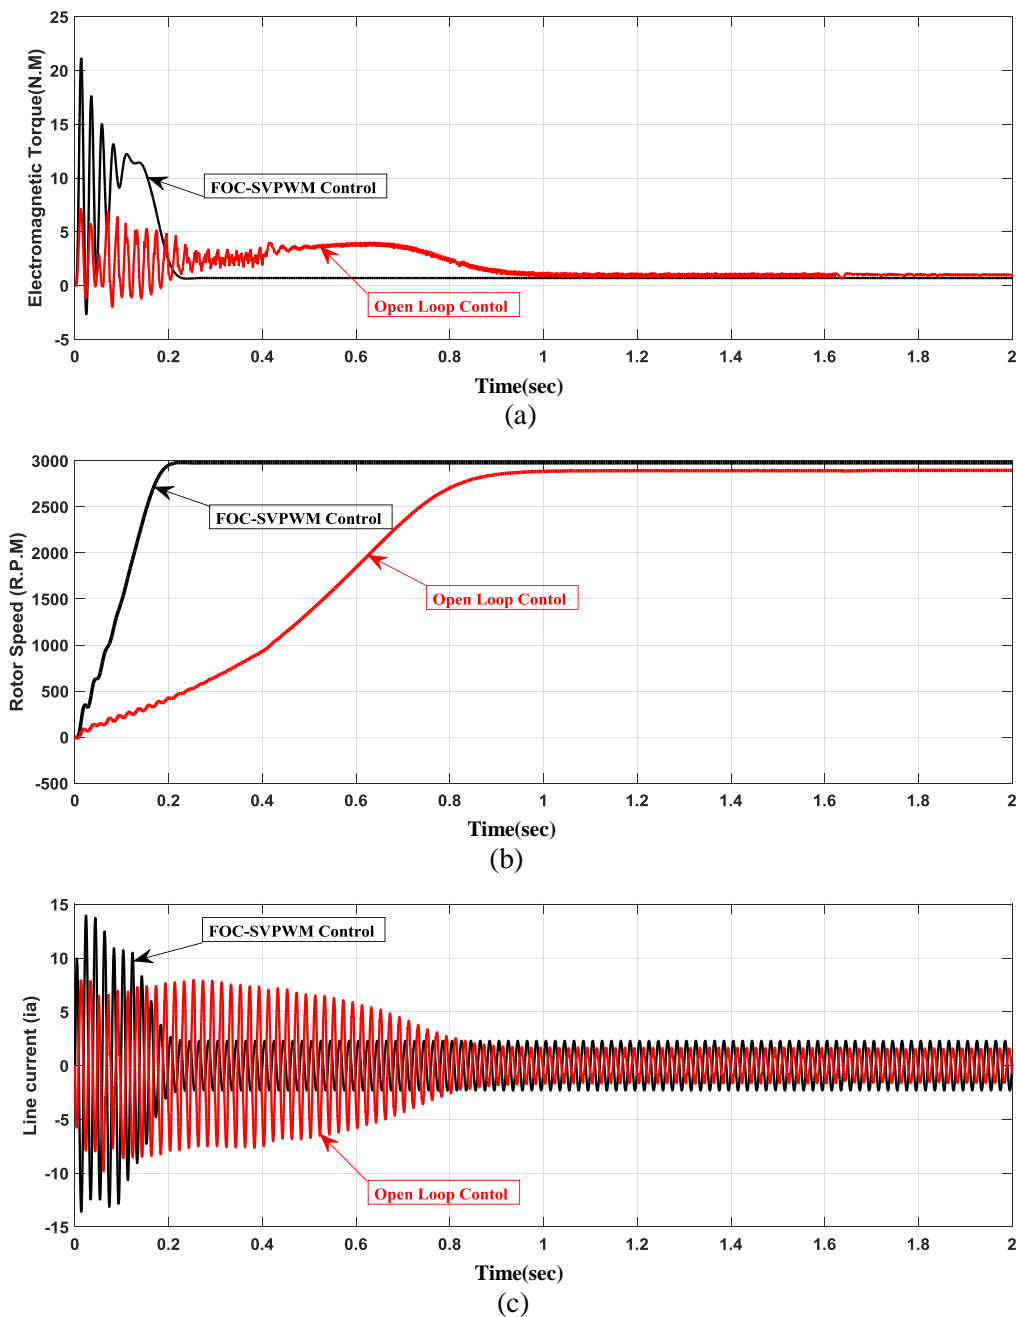 25
20
15
10
5
0
-5
Electromagnetic Torque(N.M)
FOC-SVPWM Control
Open Loop Contol
0 0.2 0.4 0.6 0.8 1 1.2 1.4 1.6 1.8 2
Time(sec)
(a)
3000
2500
2000
1500
1000
500
0
-500
Rotor Speed (R.P.M)
FOC-SVPWM Control
Open Loop Contol
0 0.2 0.4 0.6 0.8 1 1.2 1.4 1.6 1.8 2
Time(sec)
(b)
15
10
5
0
-5
-10
-15
Line current (ia)
FOC-SVPWM Control
Open Loop Contol
0 0.2 0.4 0.6 0.8 1 1.2 1.4 1.6 1.8 2
Time(sec)
(c)